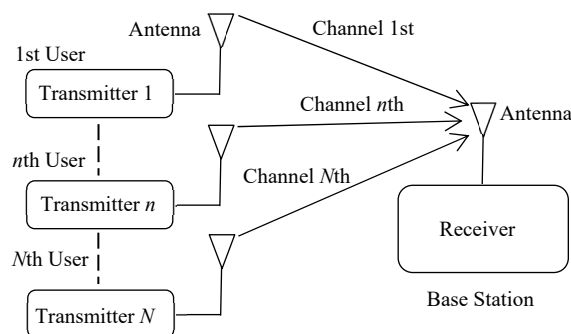 Antenna
Channel 1st
1st User
Transmitter 1
Channel nth
Antenna
nth User
Channel Nth
Transmitter n
Receiver
Nth User
Base Station
Transmitter N